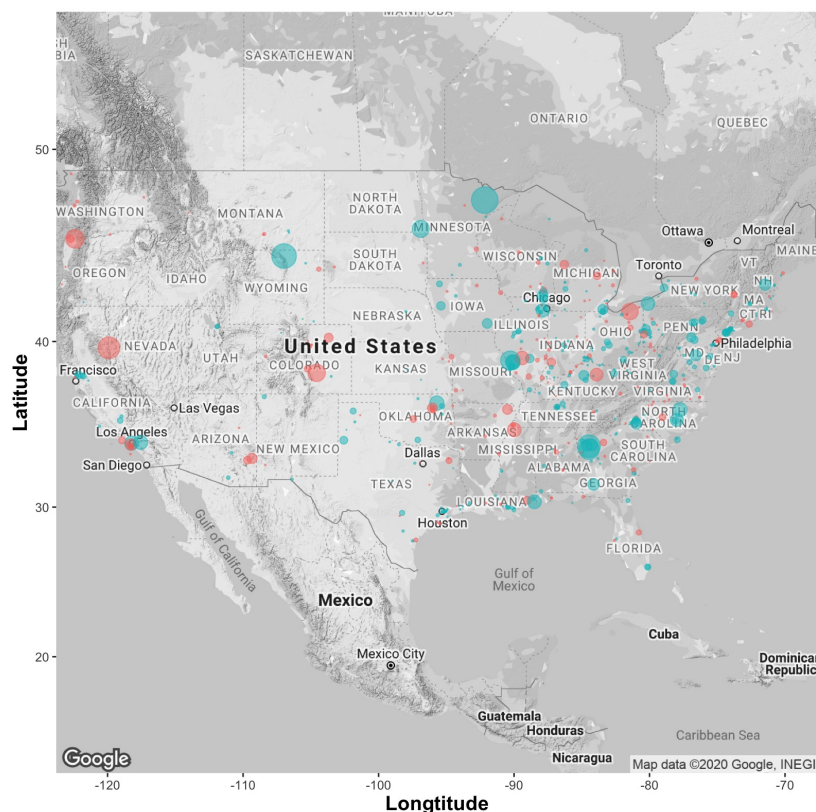 MANITOBA
SASKATCHEWAN
ONTARIO
QUEBEC
50
WASHINGTON
MONTANA
NORTH
DAKOTA
MINNESOTA
Ottawa
Montreal
MAINE
OREGON
IDAHO
SOUTH
DAKOTA
WISCONSIN
MICHIGAN
Toronto
VT
NH
WYOMING
IOWA
Chicago
NEW YORK
MA
CT RI
NEBRASKA
ILLINOIS
OHIO
PENN
40
NEVADA
UTAH
United States
INDIANA
Philadelphia
MD
DE NJ
Francisco
COLORADO
KANSAS
MISSOURI
WEST
VIRGINIA
CALIFORNIA
Las Vegas
KENTUCKY
VIRGINIA
Los Angeles
ARIZONA
NEW MEXICO
OKLAHOMA
ARKANSAS
TENNESSEE
NORTH
CAROLINA
San Diego
Dallas
MISSISSIPPI
SOUTH
CAROLINA
TEXAS
ALABAMA
GEORGIA
30
LOUISIANA
Houston
Gulf of
California
FLORIDA
Gulf of
Mexico
Mexico
Cuba
20
Mexico City
Dominican
Republic
Guatemala
Honduras
Caribbean Sea
Nicaragua
Google
Map data ©2020 Google, INEGI
-120
-110
-100
-90
-80
-70
Longtitude
Latitude